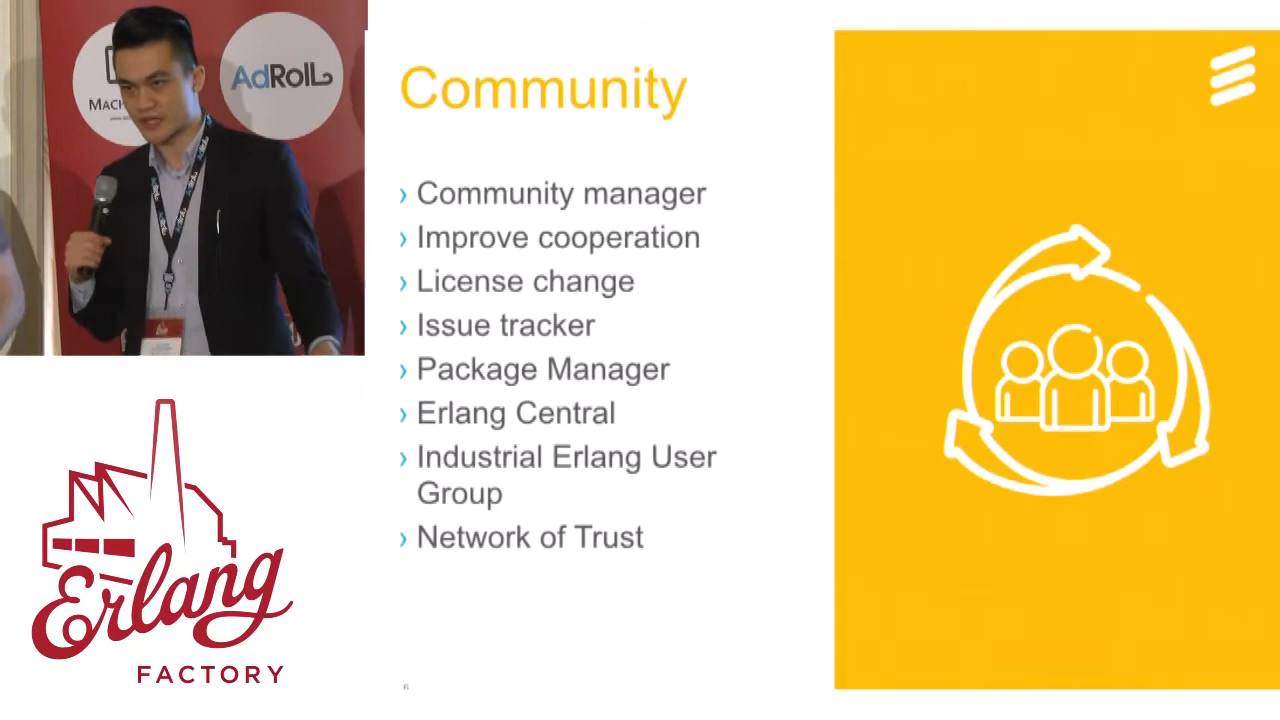 AdRoll
Community
› Community manager
› Improve cooperation
› License change
› Issue tracker
› Package Manager
› Erlang Central
› Industrial Erlang User
Group
› Network of Trust
Erlang
FACTORY
6